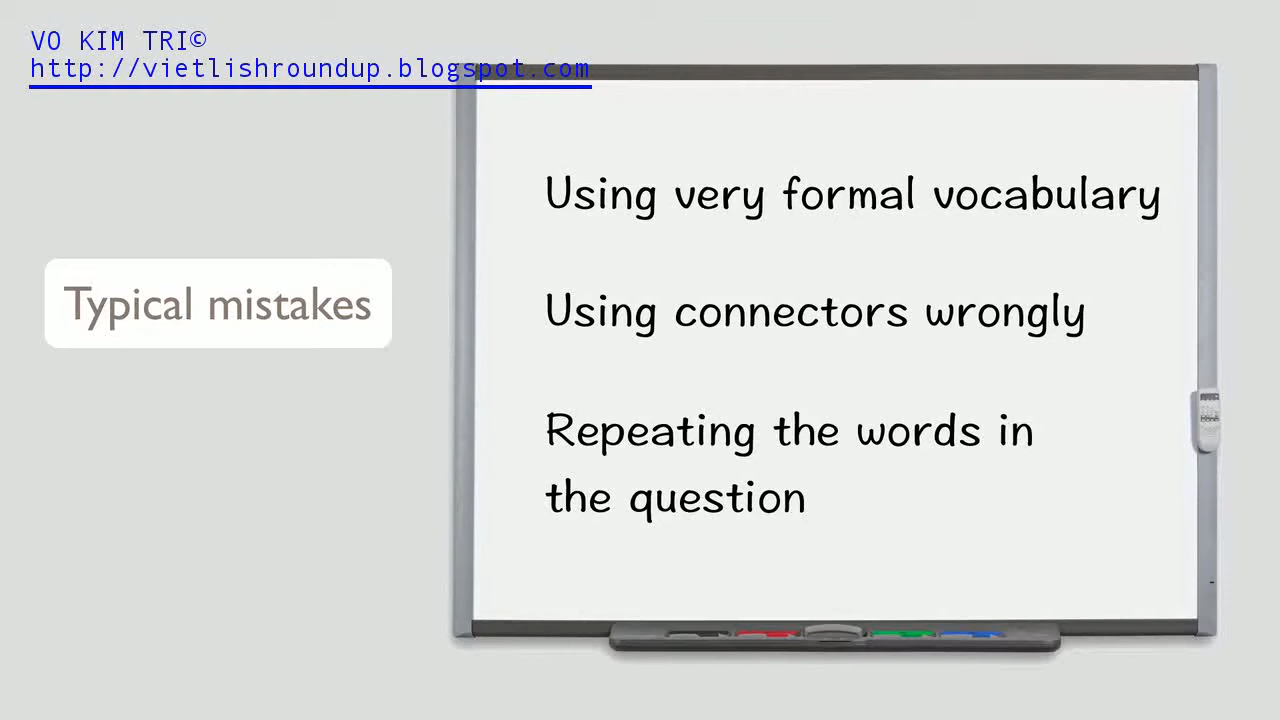 VO KIM TRI©
http://vietlishroundup.blogspot.com
Typical mistakes
Using very formal vocabulary
Using connectors wrongly
Repeating the words in
the question